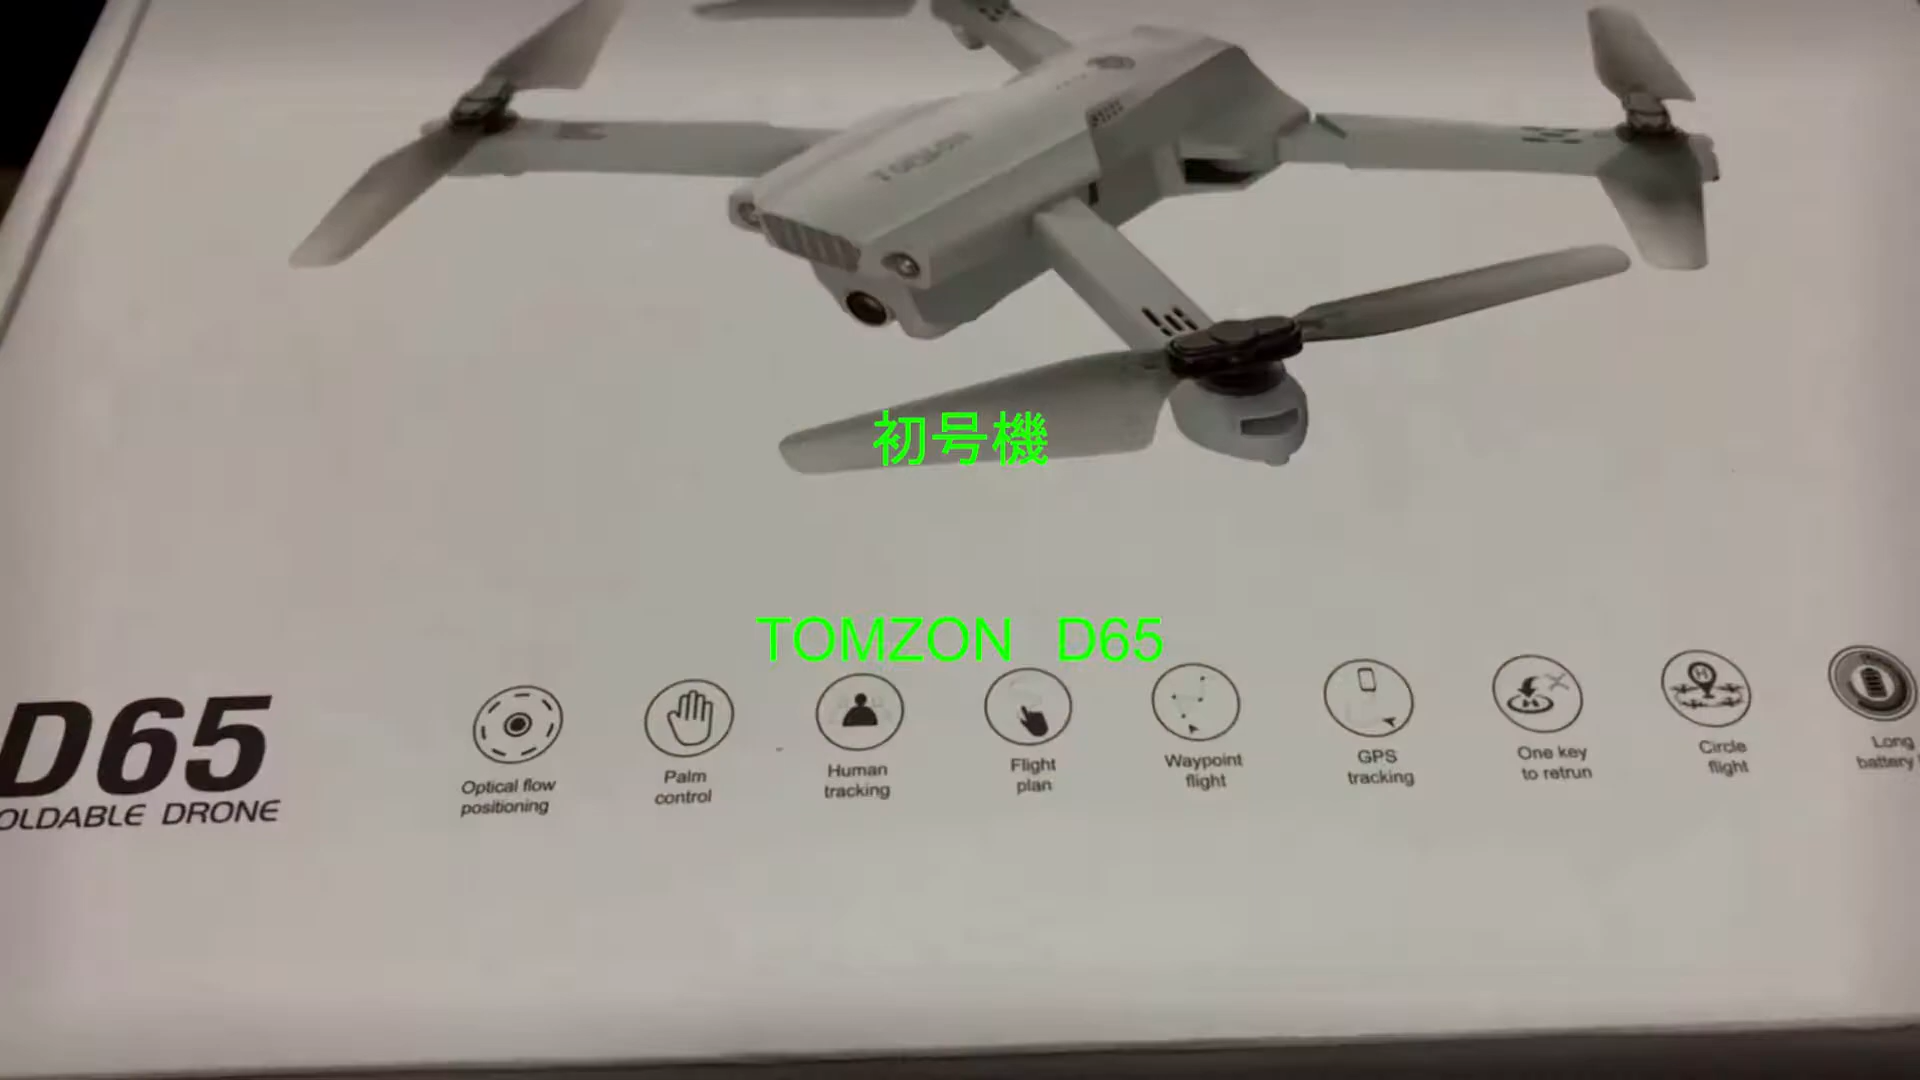 TOMZON
初号機
TOMZON D65
D65
OLDABLE DRONE
Optical flow
positioning
Palm
control
Human
tracking
Flight
plan
Waypoint
flight
GPS
tracking
One key
to retrun
Circle
flight
Long
battery